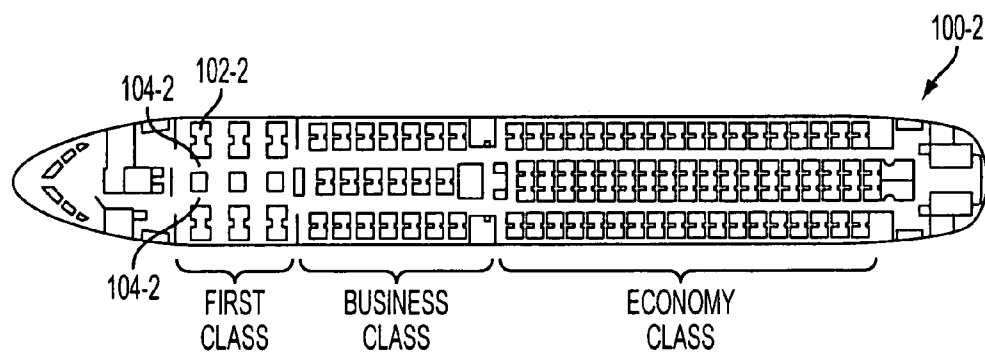 100-2
102-2
104-2
104-2
FIRST
CLASS
BUSINESS
CLASS
ECONOMY
CLASS